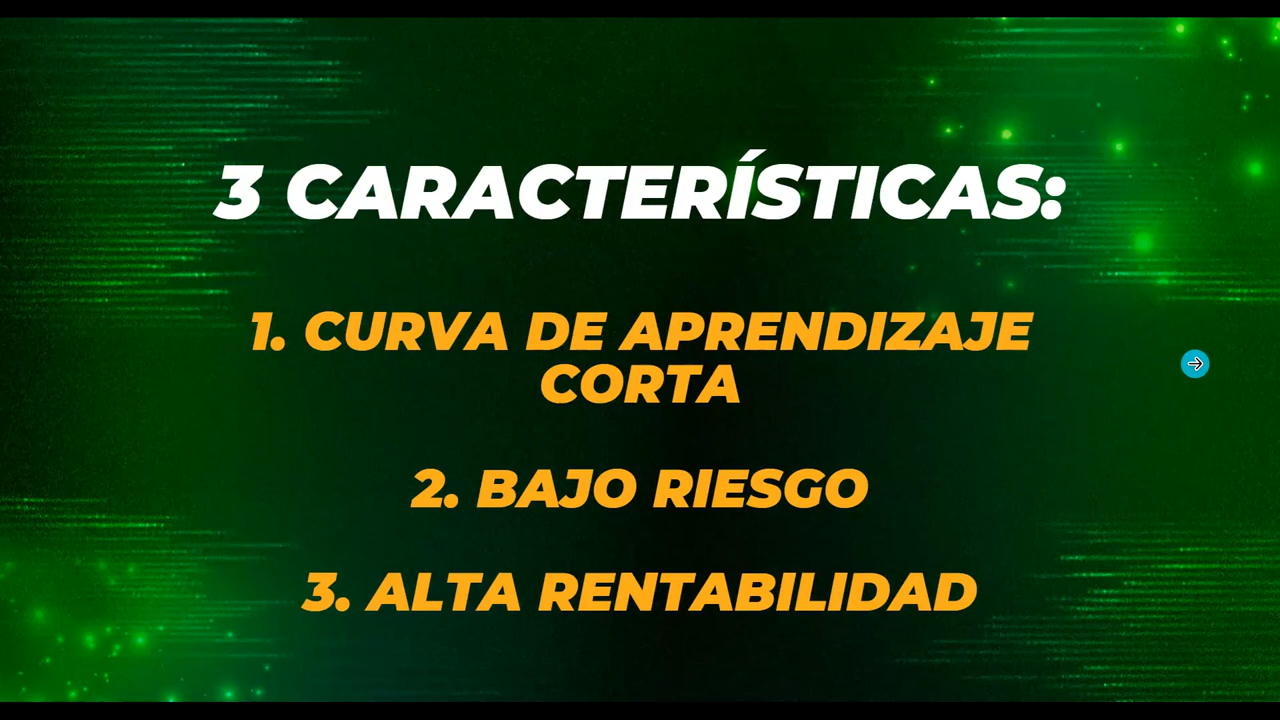 3 CARACTERÍSTICAS:
1. CURVA DE APRENDIZAJE
CORTA
2. BAJO RIESGO
3. ALTA RENTABILIDAD